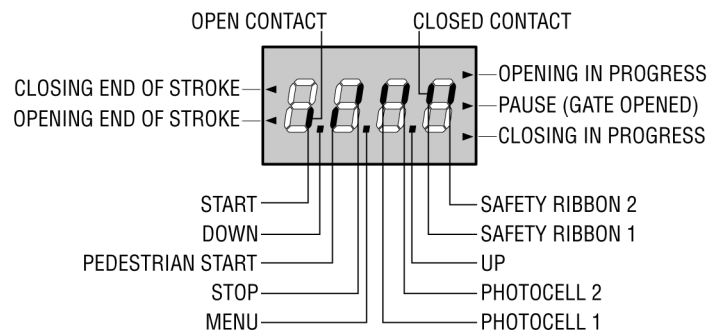 OPEN CONTACT
CLOSED CONTACT
CLOSING END OF STROKE
OPENING END OF STROKE
OPENING IN PROGRESS
PAUSE (GATE OPENED)
CLOSING IN PROGRESS
START
DOWN
PEDESTRIAN START
STOP
MENU
SAFETY RIBBON 2
SAFETY RIBBON 1
UP
PHOTOCELL 2
PHOTOCELL 1